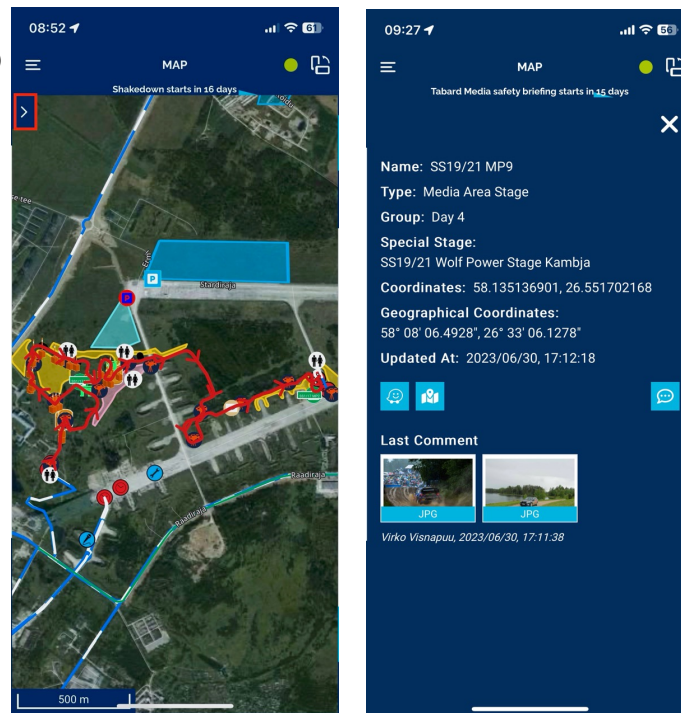 08:52
61
MAP
Shakedown starts in 16 days
se-tee
P
Stardiraja
P
Raadiraja
Raadiraja
500 m
09:27
56
MAP
Tabard Media safety briefing starts in 15 days
Name: SS19/21 MP9
Type: Media Area Stage
Group: Day 4
Special Stage:
SS19/21 Wolf Power Stage Kambja
Coordinates: 58.135136901, 26.551702168
Geographical Coordinates:
58° 08' 06.4928", 26° 33' 06.1278"
Updated At: 2023/06/30, 17:12:18
Last Comment
JPG JPG
Virko Visnapuu, 2023/06/30, 17:11:38